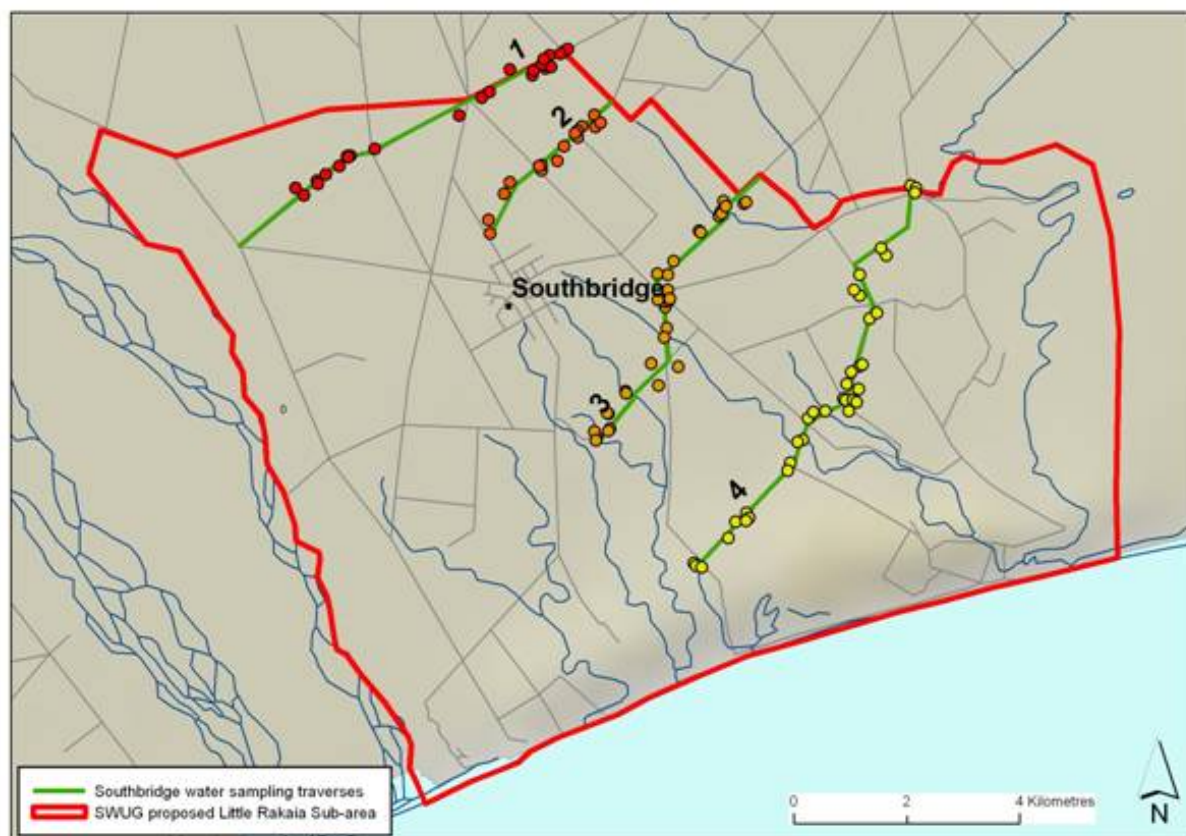 1
2
Southbridge
3
4
Southbridge water sampling traverses
SWUG proposed Little Rakaia Sub-area
0 2 4 Kilometres
N